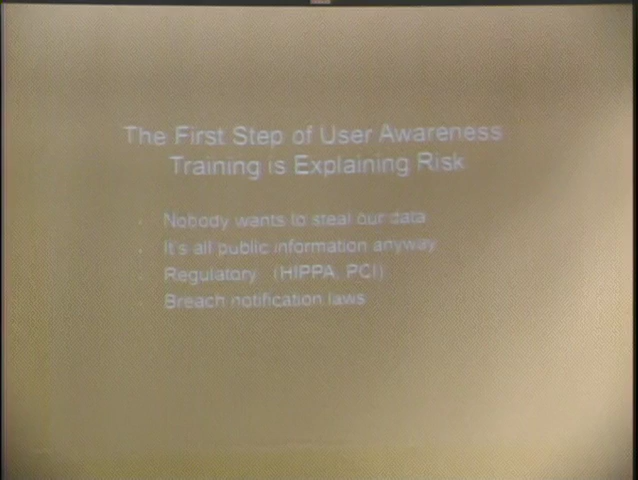 The First Step of User Awareness
Training is Explaining Risk
Nobody wants to steal our data
It's all public information anyway
Regulatory (HIPPA, PCI)
Breach notification laws